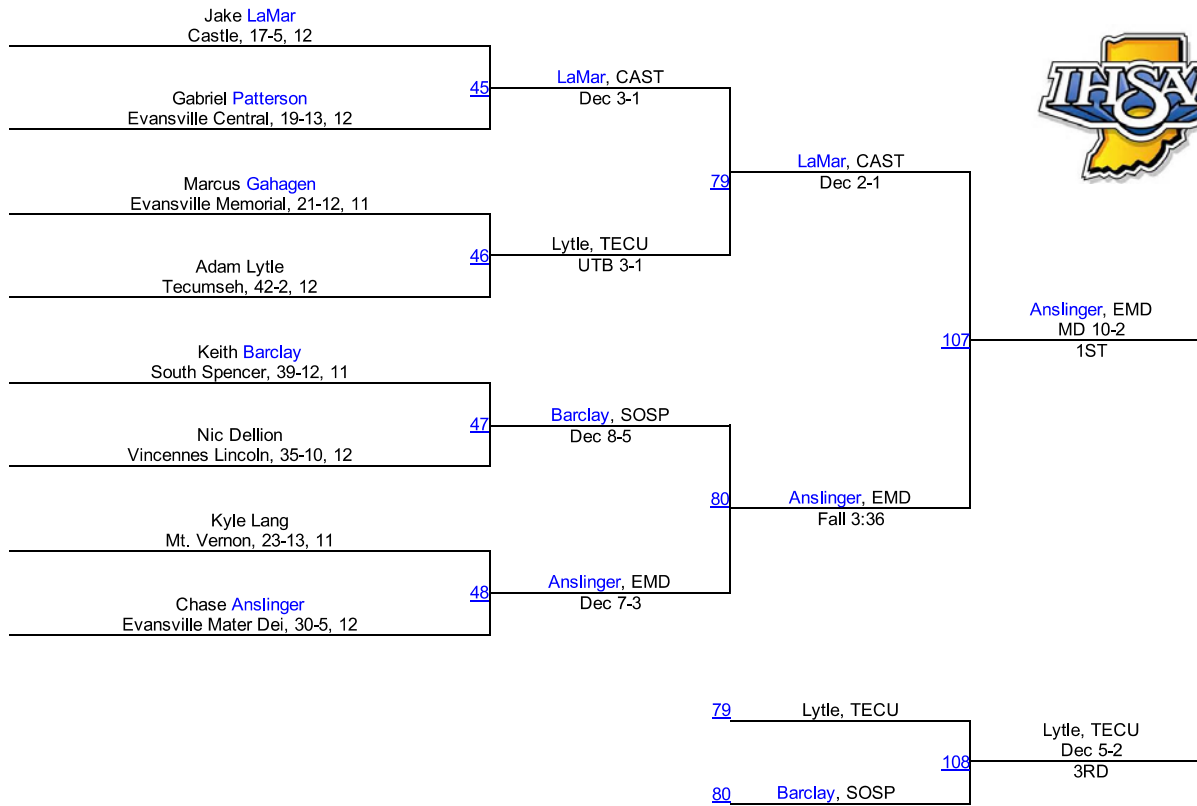 Jake LaMar
Castle, 17-5, 12
45
LaMar, CAST
Dec 3-1
Gabriel Patterson
Evansville Central, 19-13, 12
79
LaMar, CAST
Dec 2-1
Marcus Gahagen
Evansville Memorial, 21-12, 11
46
Lytle, TECU
UTB 3-1
Adam Lytle
Tecumseh, 42-2, 12
107
Anslinger, EMD
MD 10-2
1ST
Keith Barclay
South Spencer, 39-12, 11
47
Barclay, SOSP
Dec 8-5
Nic Dellion
Vincennes Lincoln, 35-10, 12
80
Anslinger, EMD
Fall 3:36
Kyle Lang
Mt. Vernon, 23-13, 11
48
Anslinger, EMD
Dec 7-3
Chase Anslinger
Evansville Mater Dei, 30-5, 12
79
Lytle, TECU
108
Lytle, TECU
Dec 5-2
3RD
80
Barclay, SOSP
IHSAA